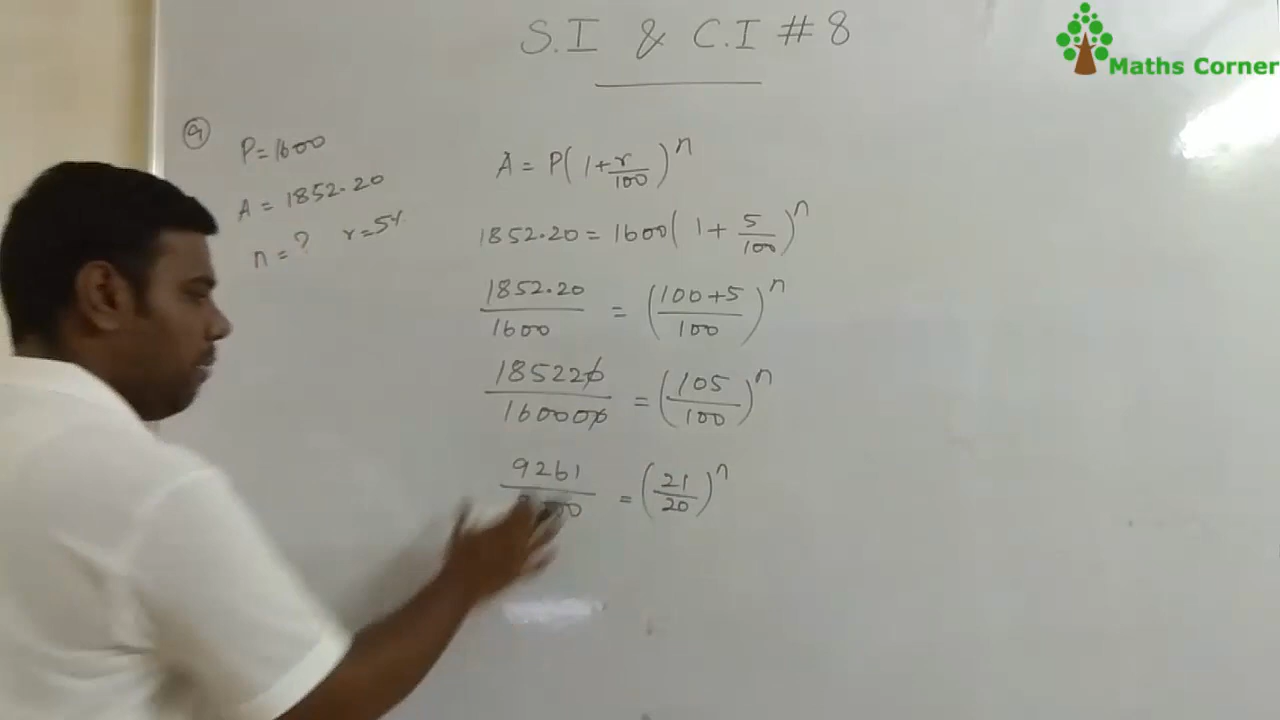 S.I & C.I # 8
Maths Corner
9
P=1600
A = 1852.20
n = ? r=5%
A = P(1+r/100)^n
1852.20 = 1600(1+5/100)^n
1852.20/1600 = (100+5/100)^n
185220/160000 = (105/100)^n
9261/8000 = (21/20)^n